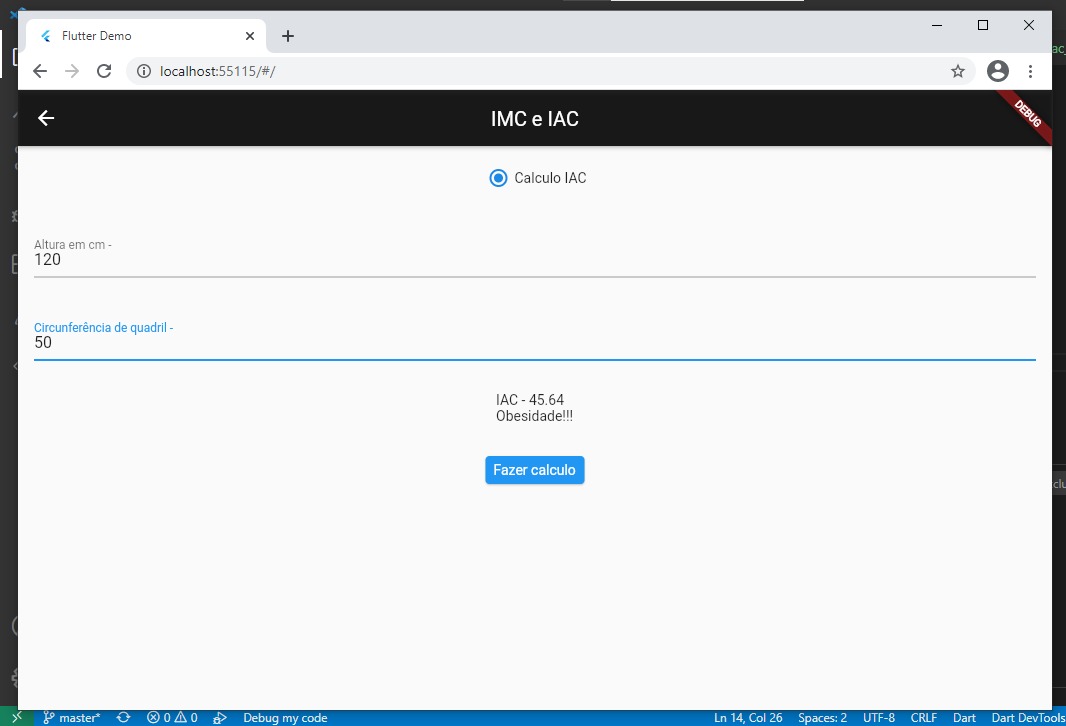 Flutter Demo
localhost:55115/#/
IMC e IAC
DEBUG
Calculo IAC
Altura em cm -
120
Circunferência de quadril -
50
IAC - 45.64
Obesidade!!!
Fazer calculo
master* 0 0 Debug my code Ln 14, Col 26 Spaces: 2 UTF-8 CRLF Dart Dart DevTools